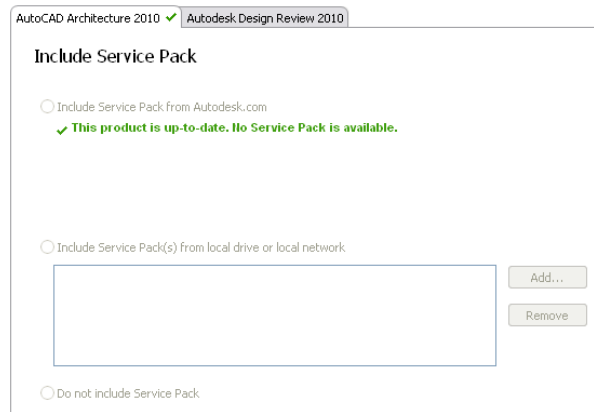 AutoCAD Architecture 2010 Autodesk Design Review 2010
Include Service Pack
Include Service Pack from Autodesk.com
This product is up-to-date. No Service Pack is available.
Include Service Pack(s) from local drive or local network
Add...
Remove
Do not include Service Pack